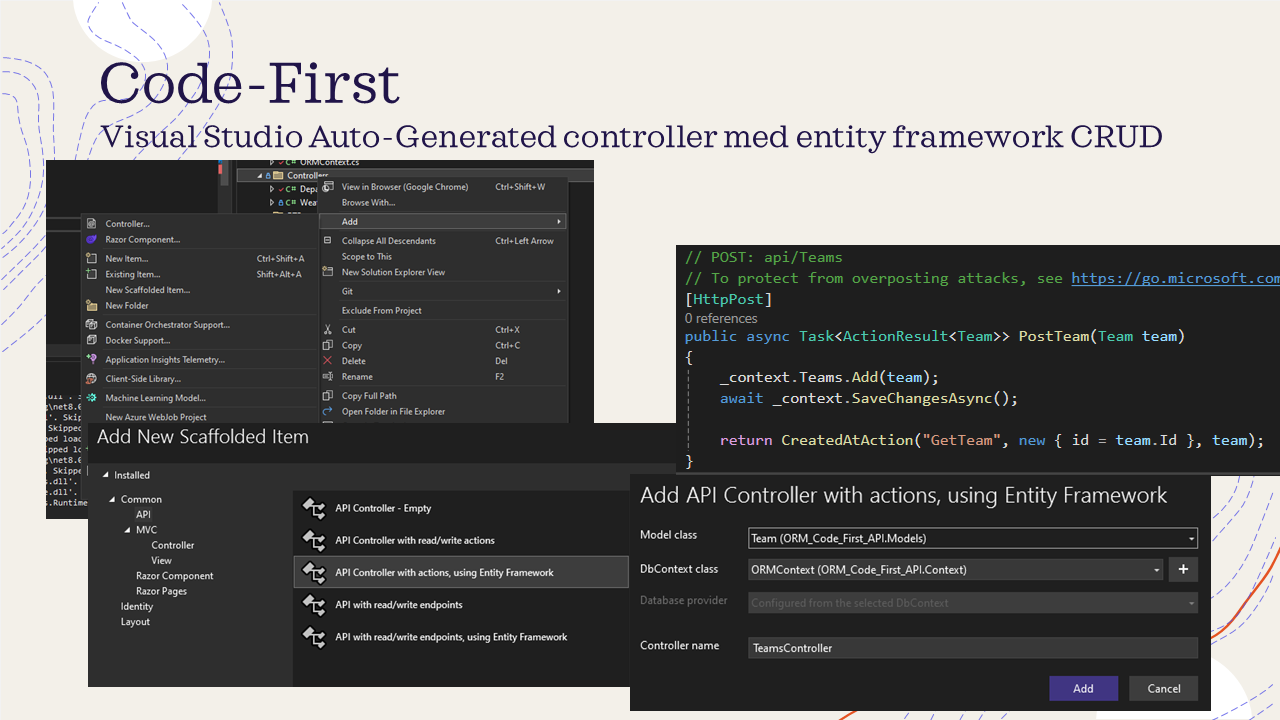 Code-First
Visual Studio Auto-Generated controller med entity framework CRUD
ORMContext.cs
Controllers
Depa
Wea
View in Browser (Google Chrome) Ctrl+Shift+W
Browse With...
Add
Collapse All Descendants Ctrl+Left Arrow
Scope to This
New Solution Explorer View
Git
Exclude From Project
Cut Ctrl+X
Copy Ctrl+C
Delete Del
Rename F2
Copy Full Path
Open Folder in File Explorer
Controller...
Razor Component...
New Item... Ctrl+Shift+A
Existing Item... Shift+Alt+A
New Scaffolded Item...
New Folder
Container Orchestrator Support...
Docker Support...
Application Insights Telemetry...
Client-Side Library...
Machine Learning Model...
New Azure WebJob Project
Add New Scaffolded Item
Installed
Common
API
MVC
Controller
View
Razor Component
Razor Pages
Identity
Layout
API Controller - Empty
API Controller with read/write actions
API Controller with actions, using Entity Framework
API with read/write endpoints
API with read/write endpoints, using Entity Framework
// POST: api/Teams
// To protect from overposting attacks, see https://go.microsoft.com
[HttpPost]
0 references
public async Task<ActionResult<Team>> PostTeam(Team team)
{
_context.Teams.Add(team);
await _context.SaveChangesAsync();
return CreatedAtAction("GetTeam", new { id = team.Id }, team);
}
Add API Controller with actions, using Entity Framework
Model class Team (ORM_Code_First_API.Models)
DbContext class ORMContext (ORM_Code_First_API.Context) +
Database provider Configured from the selected DbContext
Controller name TeamsController
Add Cancel